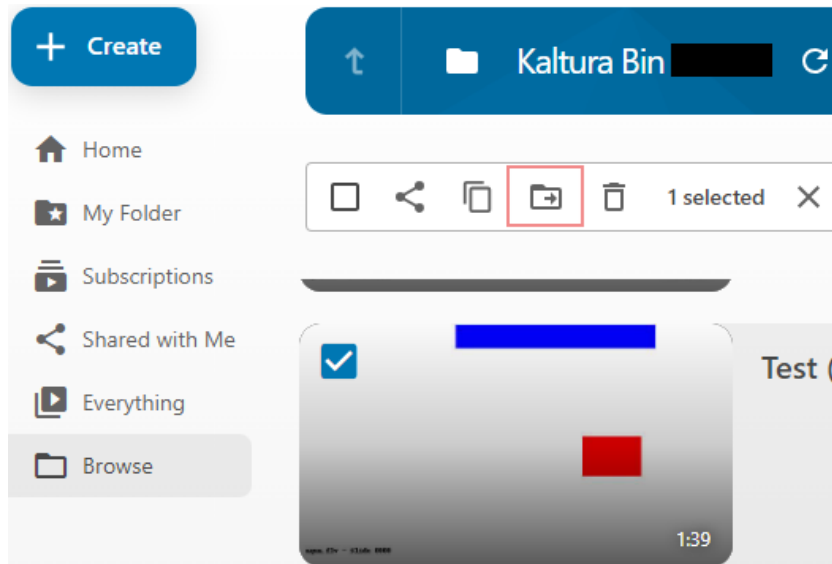 Create
Kaltura Bin
Home
My Folder
1 selected
Subscriptions
Shared with Me
Test (
Everything
Browse
1:39